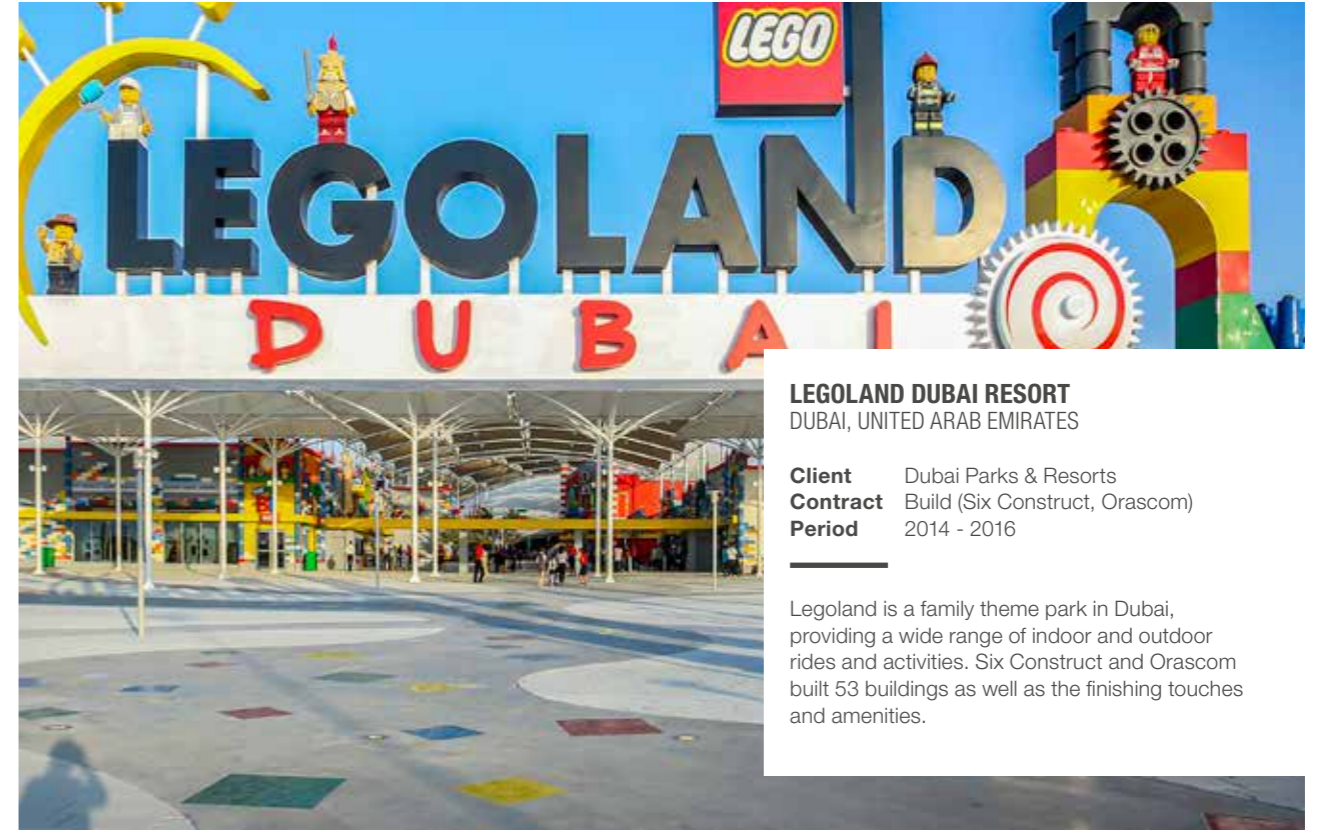 LEGO
LEGOLAND
DUBAI
LEGOLAND DUBAI RESORT
DUBAI, UNITED ARAB EMIRATES
Client Dubai Parks & Resorts
Contract Build (Six Construct, Orascom)
Period 2014 - 2016
Legoland is a family theme park in Dubai,
providing a wide range of indoor and outdoor
rides and activities. Six Construct and Orascom
built 53 buildings as well as the finishing touches
and amenities.